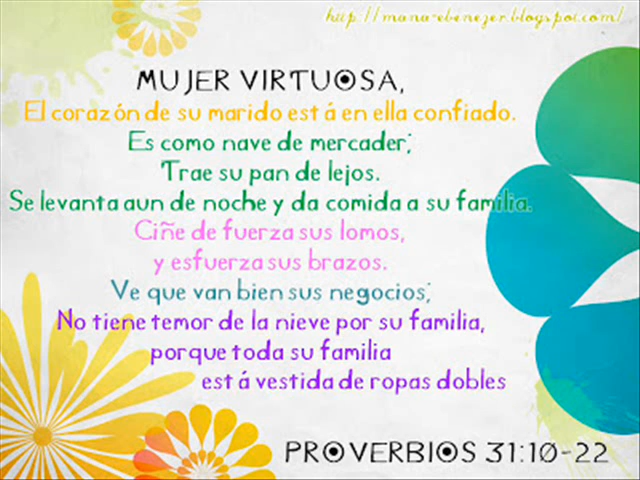 http://mana-ebenezer.blogspot.com/
MUJER VIRTUOSA,
El corazón de su marido está en ella confiado.
Es como nave de mercader;
Trae su pan de lejos.
Se levanta aun de noche y da comida a su familia.
Ciñe de fuerza sus lomos,
y esfuerza sus brazos.
Ve que van bien sus negocios;
No tiene temor de la nieve por su familia,
porque toda su familia
está vestida de ropas dobles
PROVERBIOS 31:10-22